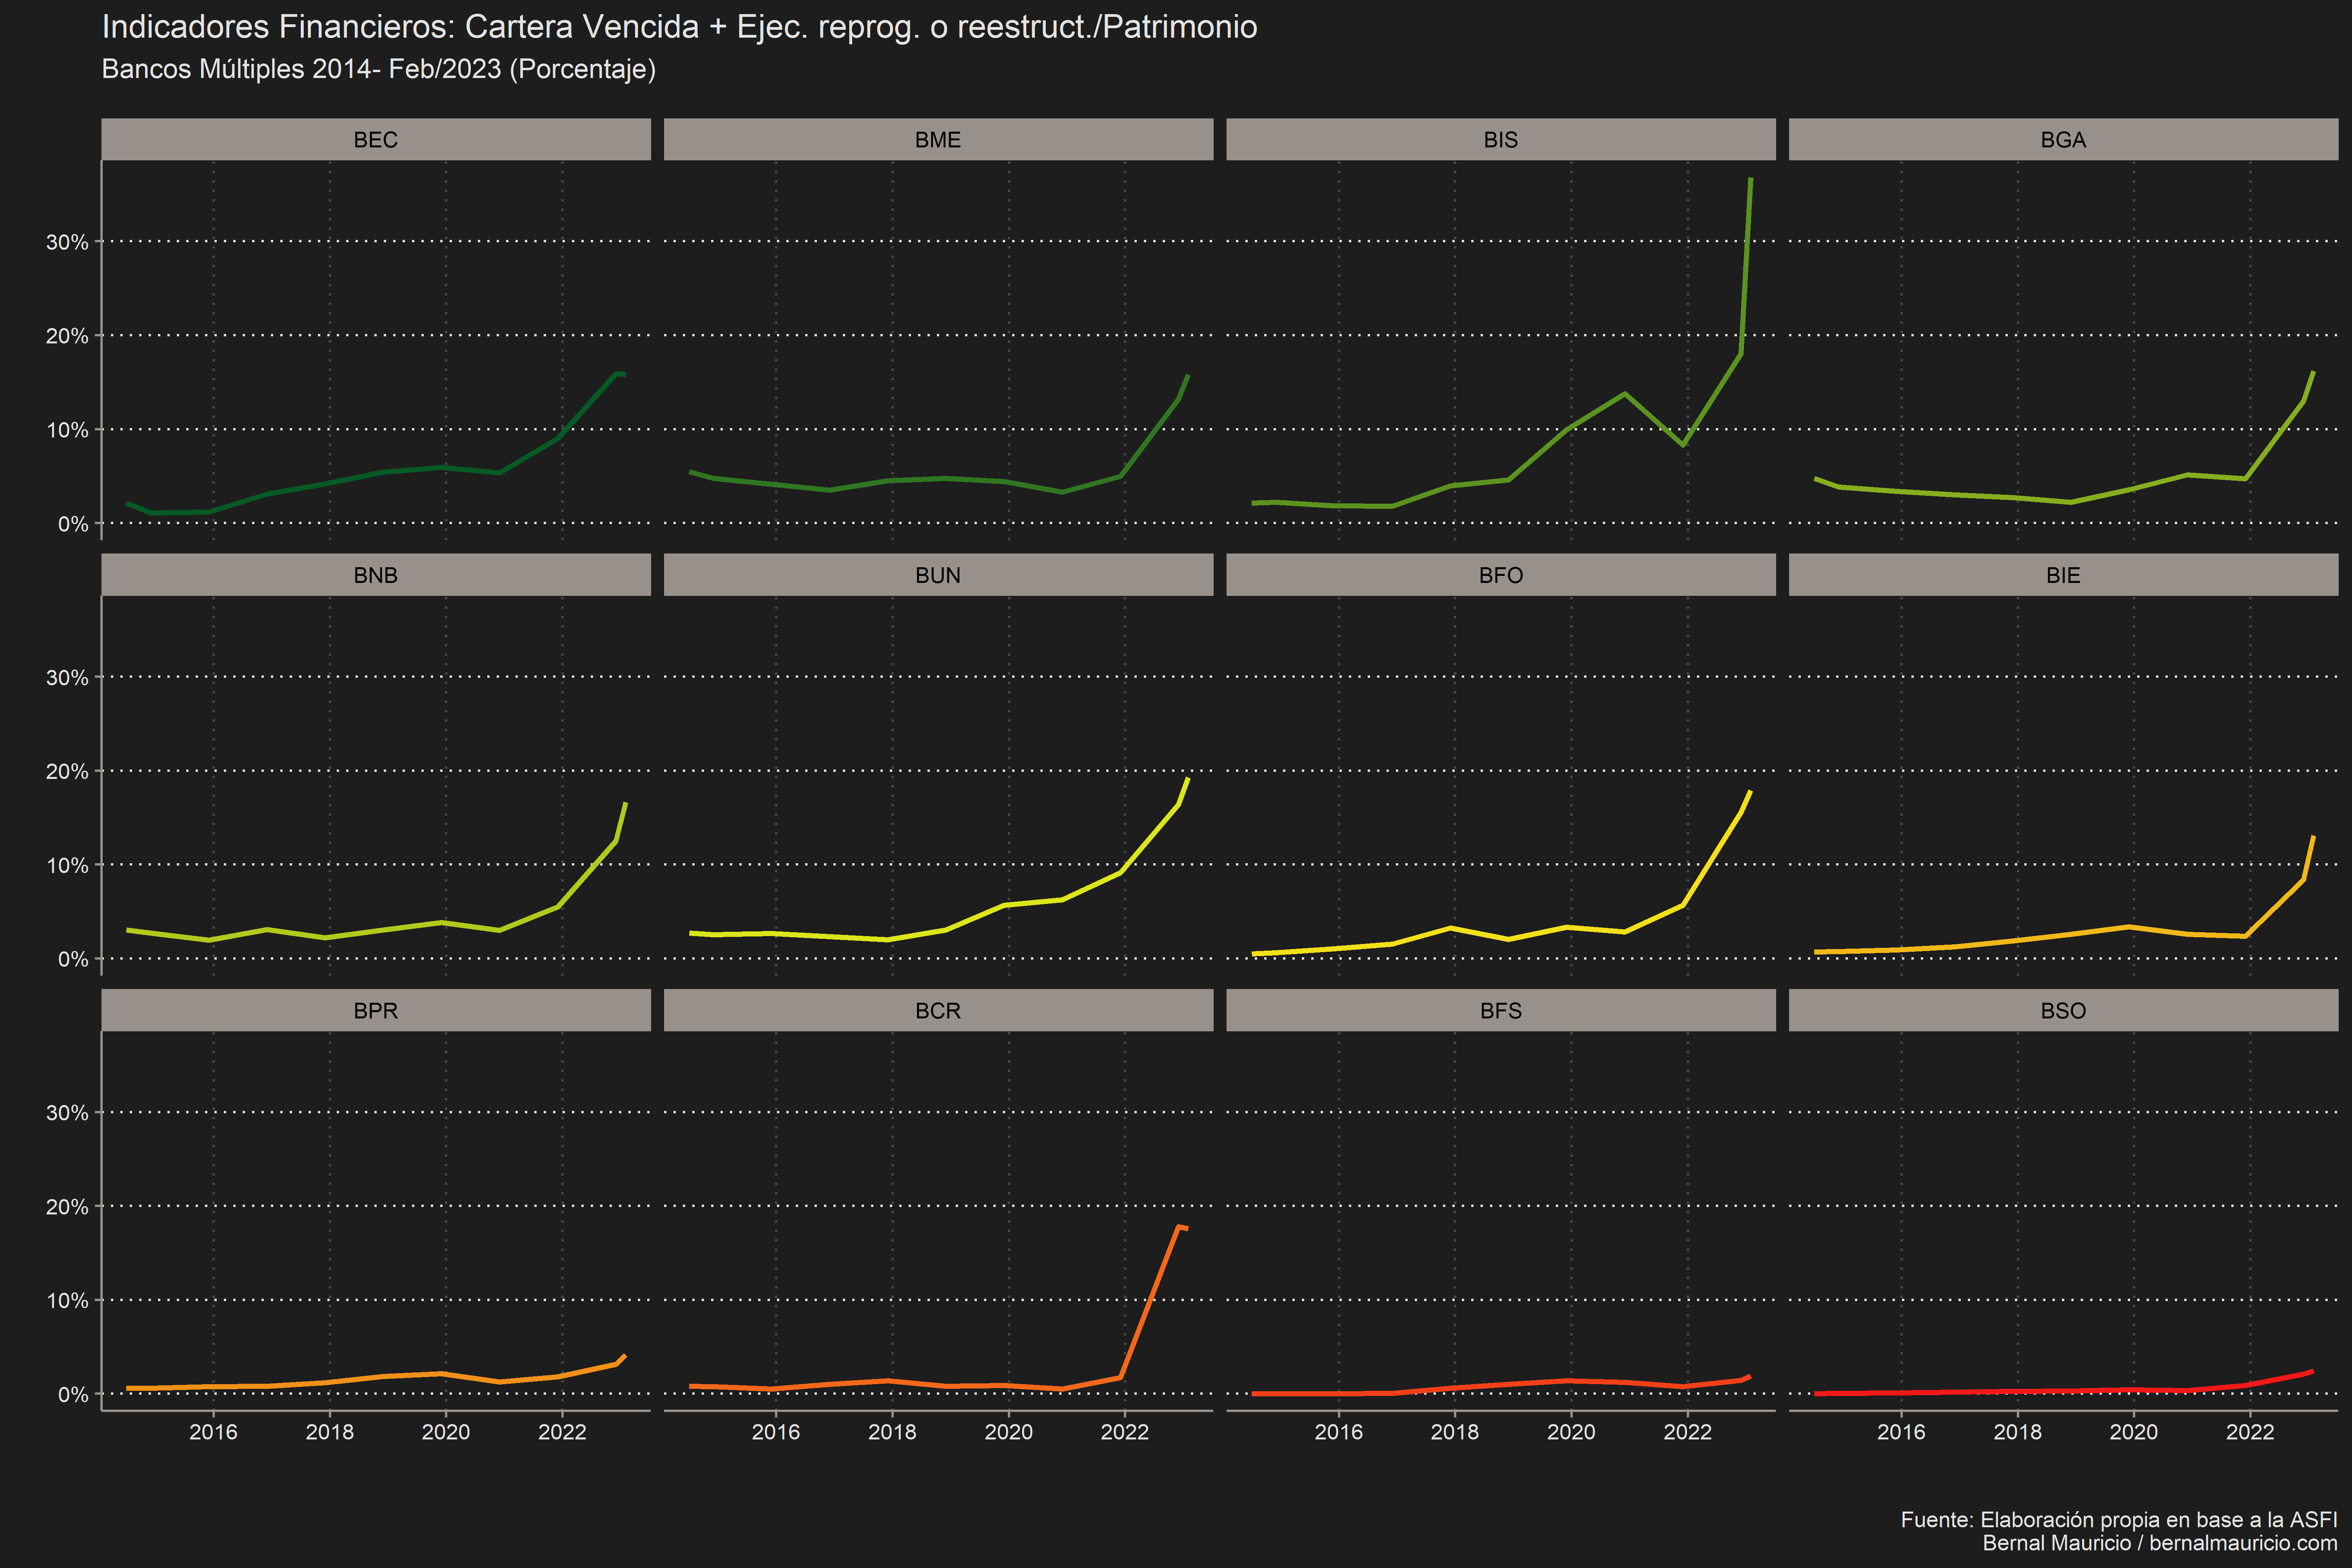 Indicadores Financieros: Cartera Vencida + Ejec. reprog. o reestruct./Patrimonio
Bancos Múltiples 2014- Feb/2023 (Porcentaje)
BEC BME BIS BGA
30%
20%
10%
0%
BNB BUN BFO BIE
30%
20%
10%
0%
BPR BCR BFS BSO
30%
20%
10%
0%
2016 2018 2020 2022 2016 2018 2020 2022 2016 2018 2020 2022 2016 2018 2020 2022
Fuente: Elaboración propia en base a la ASFI
Bernal Mauricio / bernalmauricio.com